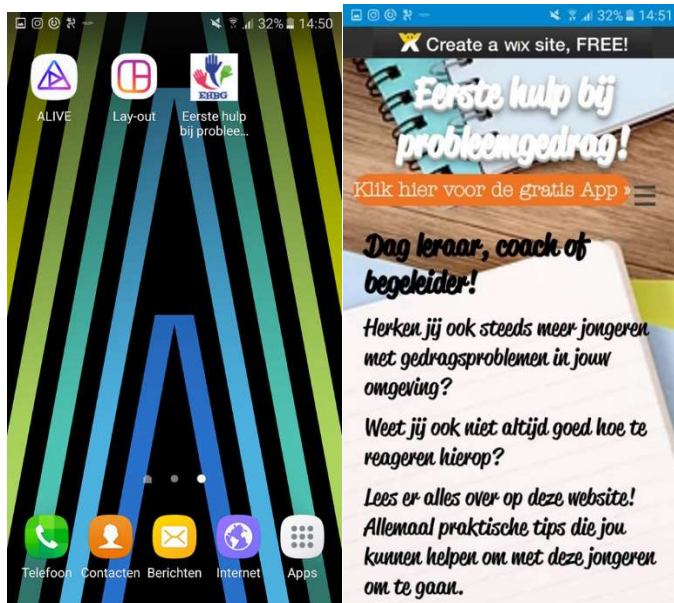 32% 14:50
ALIVE
Lay-out
EHBG
Eerste hulp
bij problee...
Telefoon
Contacten
Berichten
Internet
Apps
32% 14:51
Create a WIX site, FREE!
Eerste hulp bij
probleemgedrag!
Klik hier voor de gratis App »
Dag leraar, coach of
begeleider!
Herken jij ook steeds meer jongeren
met gedragsproblemen in jouw
omgeving?
Weet jij ook niet altijd goed hoe te
reageren hierop?
Lees er alles over op deze website!
Allemaal praktische tips die jou
kunnen helpen om met deze jongeren
om te gaan.